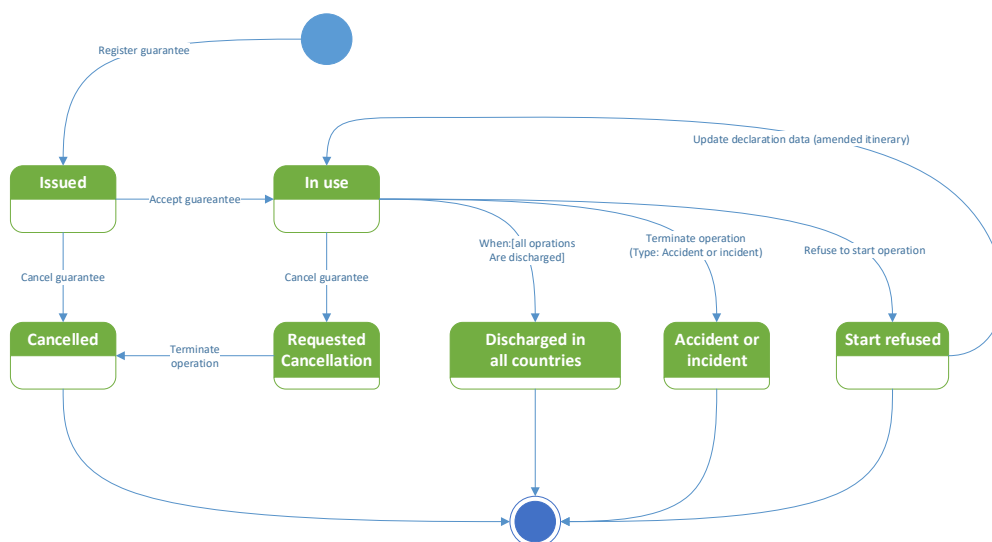 Register guarantee
Update declaration data (amended itinerary)
Issued
In use
Accept guareantee
When:[all oprations
Are discharged]
Terminate operation
(Type: Accident or incident)
Refuse to start operation
Cancel guarantee
Cancel guarantee
Cancelled
Terminate
operation
Requested
Cancellation
Discharged in
all countries
Accident or
incident
Start refused